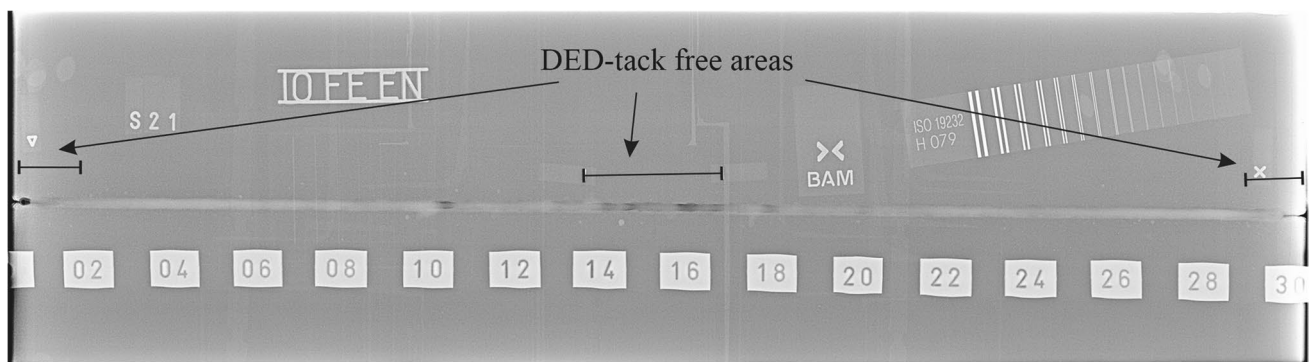 DED-tack free areas
10 FE EN
S 2 1
ISO 19232
H 079
BAM
02 04 06 08 10 12 14 16 18 20 22 24 26 28 30